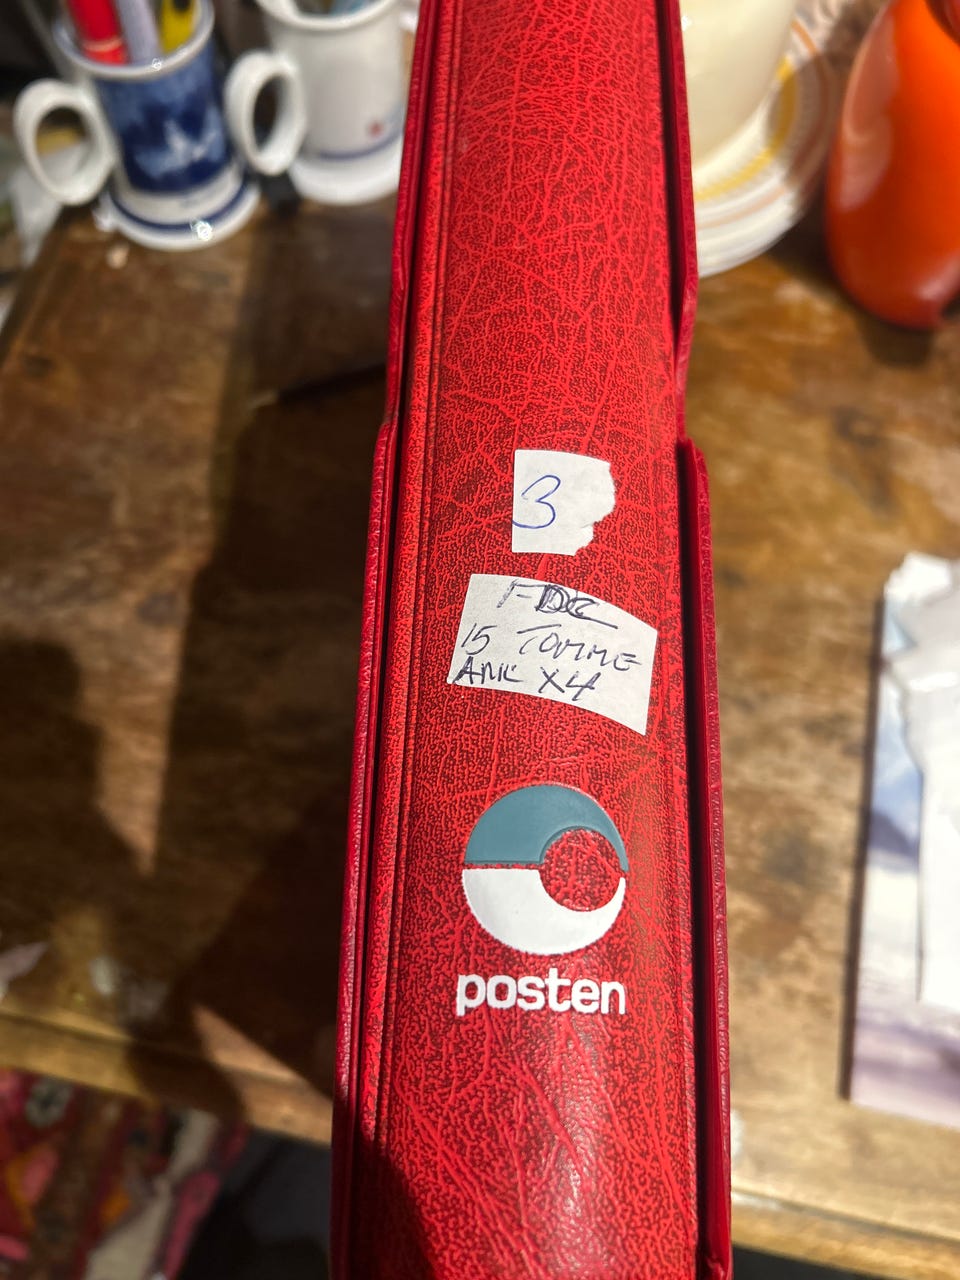 3
FDC
15 TOMME
ARK X4
posten